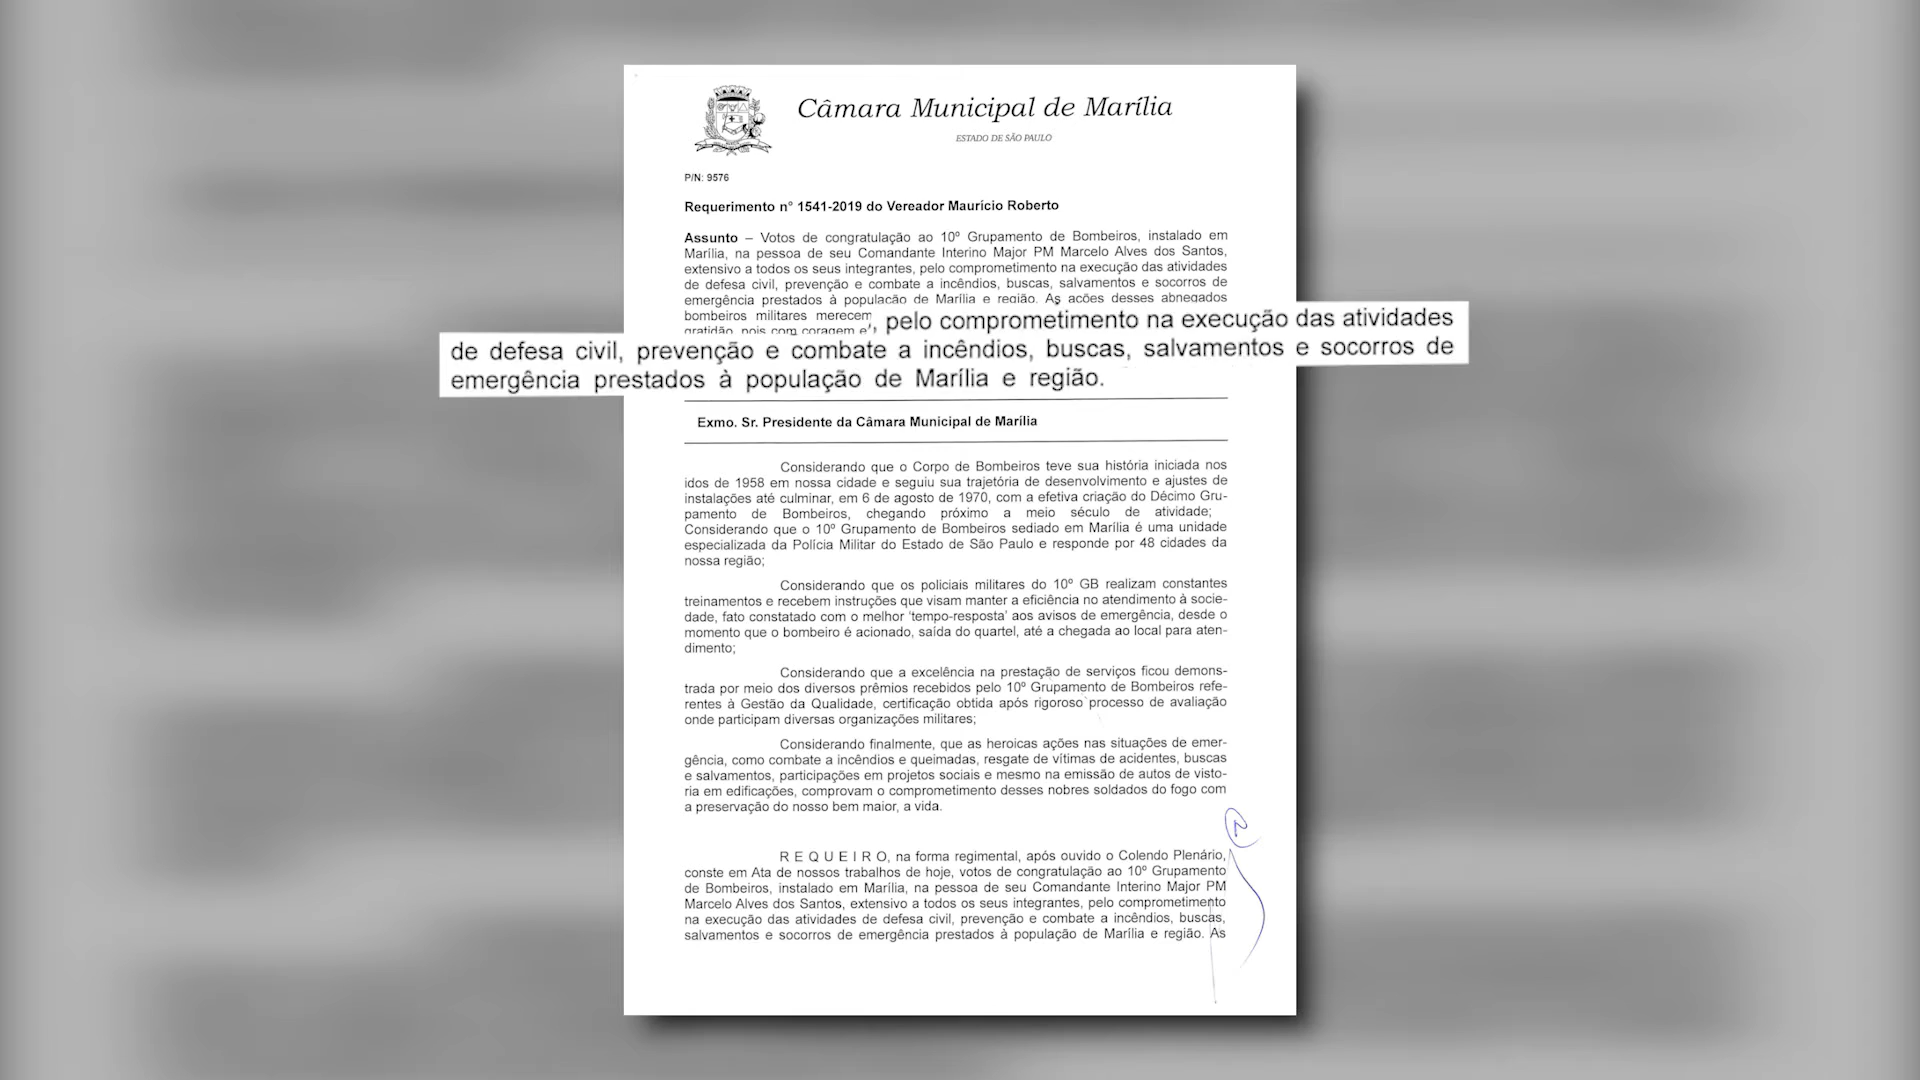 Câmara Municipal de Marília
ESTADO DE SÃO PAULO
P/N: 9576
Requerimento n° 1541-2019 do Vereador Maurício Roberto
Assunto – Votos de congratulação ao 10º Grupamento de Bombeiros, instalado em
Marília, na pessoa de seu Comandante Interino Major PM Marcelo Alves dos Santos,
extensivo a todos os seus integrantes, pelo comprometimento na execução das atividades
de defesa civil, prevenção e combate a incêndios, buscas, salvamentos e socorros de
emergência prestados à população de Marília e região. As ações desses abnegados
bombeiros militares merecem
gratidão, pois com coragem e
, pelo comprometimento na execução das atividades
de defesa civil, prevenção e combate a incêndios, buscas, salvamentos e socorros de
emergência prestados à população de Marília e região.
Exmo. Sr. Presidente da Câmara Municipal de Marília
Considerando que o Corpo de Bombeiros teve sua história iniciada nos
idos de 1958 em nossa cidade e seguiu sua trajetória de desenvolvimento e ajustes de
instalações até culminar, em 6 de agosto de 1970, com a efetiva criação do Décimo Gru-
pamento de Bombeiros, chegando próximo a meio século de atividade;
Considerando que o 10º Grupamento de Bombeiros sediado em Marília é uma unidade
especializada da Polícia Militar do Estado de São Paulo e responde por 48 cidades da
nossa região;
Considerando que os policiais militares do 10º GB realizam constantes
treinamentos e recebem instruções que visam manter a eficiência no atendimento à socie-
dade, fato constatado com o melhor 'tempo-resposta' aos avisos de emergência, desde o
momento que o bombeiro é acionado, saída do quartel, até a chegada ao local para aten-
dimento;
Considerando que a excelência na prestação de serviços ficou demons-
trada por meio dos diversos prêmios recebidos pelo 10º Grupamento de Bombeiros refe-
rentes à Gestão da Qualidade, certificação obtida após rigoroso processo de avaliação
onde participam diversas organizações militares;
Considerando finalmente, que as heroicas ações nas situações de emer-
gência, como combate a incêndios e queimadas, resgate de vítimas de acidentes, buscas
e salvamentos, participações em projetos sociais e mesmo na emissão de autos de visto-
ria em edificações, comprovam o comprometimento desses nobres soldados do fogo com
a preservação do nosso bem maior, a vida.
R E Q U E I R O, na forma regimental, após ouvido o Colendo Plenário,
conste em Ata de nossos trabalhos de hoje, votos de congratulação ao 10º Grupamento
de Bombeiros, instalado em Marília, na pessoa de seu Comandante Interino Major PM
Marcelo Alves dos Santos, extensivo a todos os seus integrantes, pelo comprometimento
na execução das atividades de defesa civil, prevenção e combate a incêndios, buscas,
salvamentos e socorros de emergência prestados à população de Marília e região. As